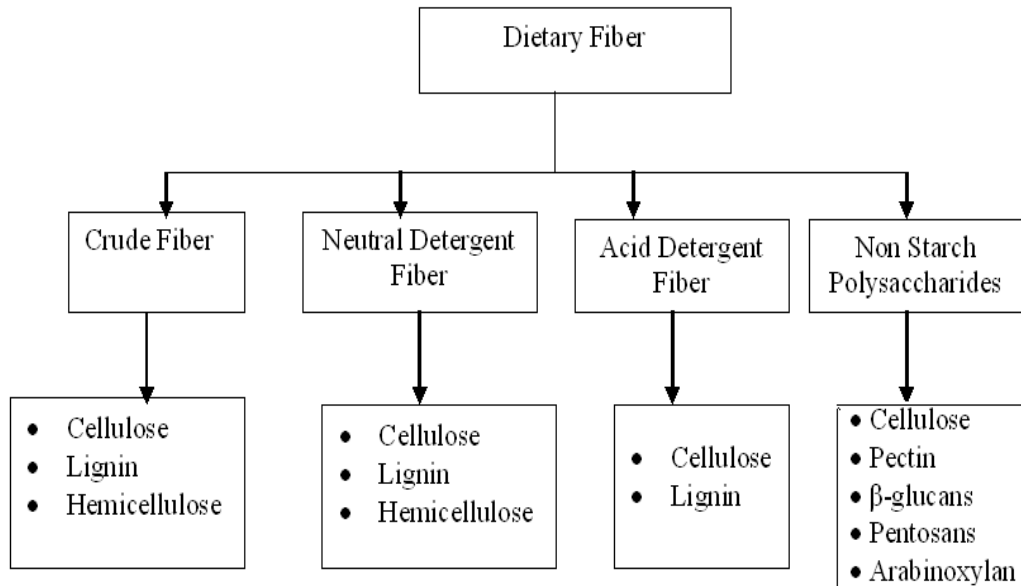 Dietary Fiber
Crude Fiber
Neutral Detergent
Fiber
Acid Detergent
Fiber
Non Starch
Polysaccharides
• Cellulose
• Lignin
• Hemicellulose
• Cellulose
• Lignin
• Hemicellulose
• Cellulose
• Lignin
• Cellulose
• Pectin
• β-glucans
• Pentosans
• Arabinoxylan